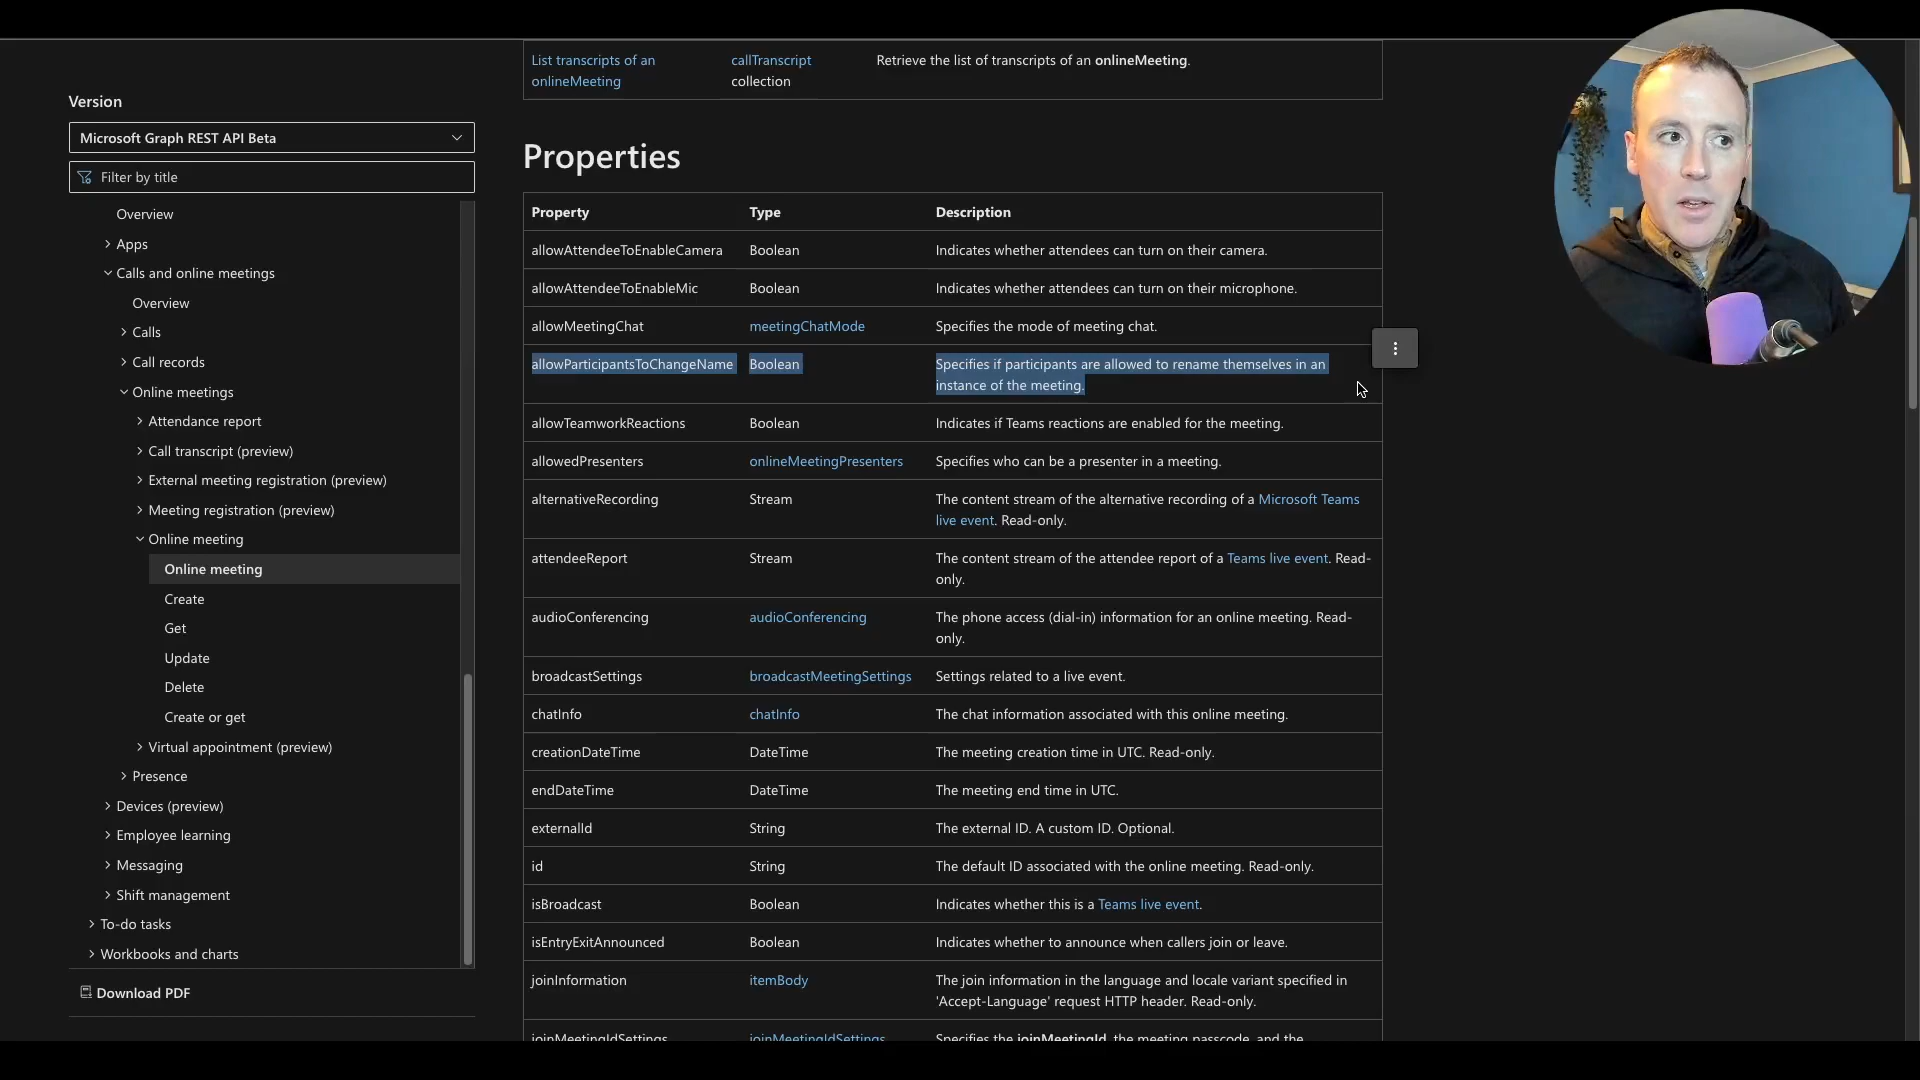 List transcripts of an callTranscript Retrieve the list of transcripts of an onlineMeeting.
onlineMeeting collection
Version
Microsoft Graph REST API Beta
Filter by title
Overview
Apps
Calls and online meetings
Overview
Calls
Call records
Online meetings
Attendance report
Call transcript (preview)
External meeting registration (preview)
Meeting registration (preview)
Online meeting
Online meeting
Create
Get
Update
Delete
Create or get
Virtual appointment (preview)
Presence
Devices (preview)
Employee learning
Messaging
Shift management
To-do tasks
Workbooks and charts
Download PDF
Properties
Property Type Description
allowAttendeeToEnableCamera Boolean Indicates whether attendees can turn on their camera.
allowAttendeeToEnableMic Boolean Indicates whether attendees can turn on their microphone.
allowMeetingChat meetingChatMode Specifies the mode of meeting chat.
allowParticipantsToChangeName Boolean Specifies if participants are allowed to rename themselves in an
instance of the meeting.
allowTeamworkReactions Boolean Indicates if Teams reactions are enabled for the meeting.
allowedPresenters onlineMeetingPresenters Specifies who can be a presenter in a meeting.
alternativeRecording Stream The content stream of the alternative recording of a Microsoft Teams
live event. Read-only.
attendeeReport Stream The content stream of the attendee report of a Teams live event. Read-
only.
audioConferencing audioConferencing The phone access (dial-in) information for an online meeting. Read-
only.
broadcastSettings broadcastMeetingSettings Settings related to a live event.
chatInfo chatInfo The chat information associated with this online meeting.
creationDateTime DateTime The meeting creation time in UTC. Read-only.
endDateTime DateTime The meeting end time in UTC.
externalId String The external ID. A custom ID. Optional.
id String The default ID associated with the online meeting. Read-only.
isBroadcast Boolean Indicates whether this is a Teams live event.
isEntryExitAnnounced Boolean Indicates whether to announce when callers join or leave.
joinInformation itemBody The join information in the language and locale variant specified in
'Accept-Language' request HTTP header. Read-only.
joinMeetingIdSettings joinMeetingIdSettings Specifies the joinMeetingId, the meeting passcode, and the